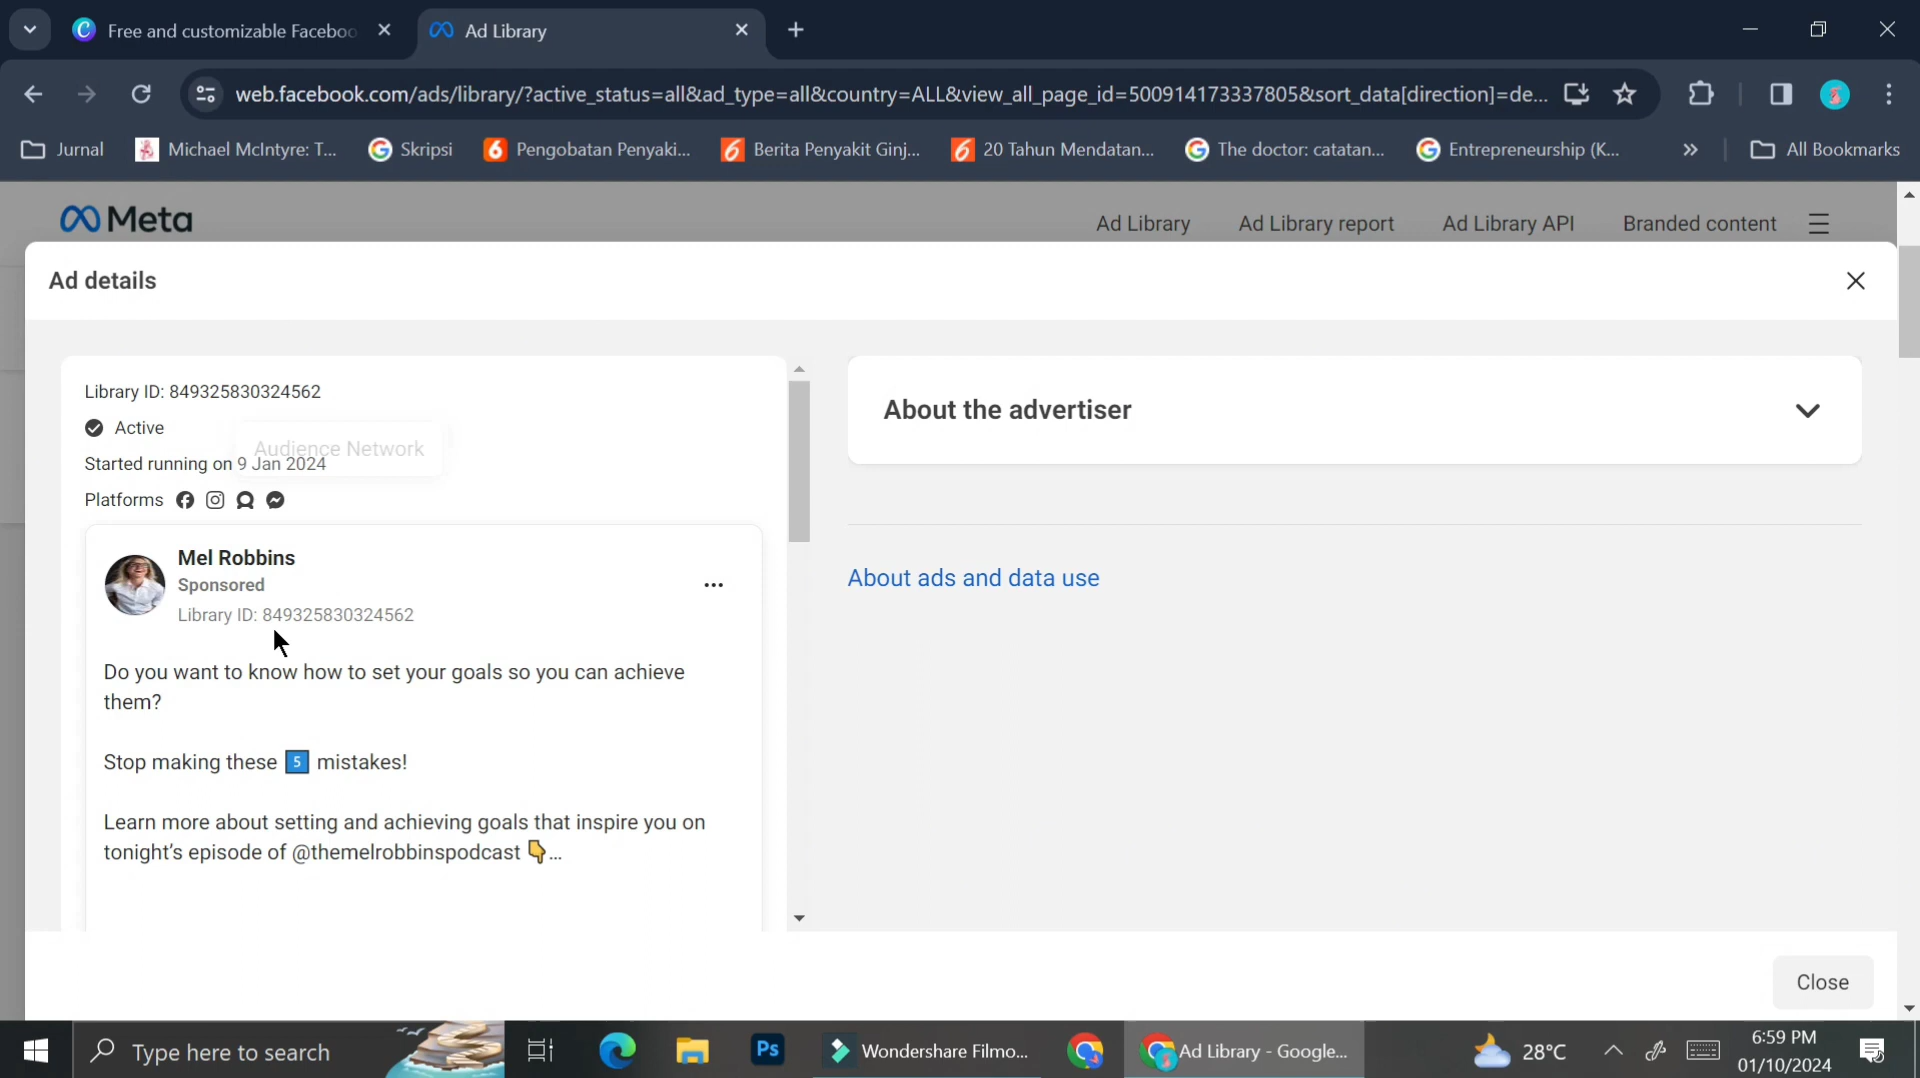 Free and customizable Faceboo
Ad Library
web.facebook.com/ads/library/?active_status=all&ad_type=all&country=ALL&view_all_page_id=500914173337805&sort_data[direction]=de...
Jurnal
Michael McIntyre: T...
Skripsi
Pengobatan Penyaki...
Berita Penyakit Ginj...
20 Tahun Mendatan...
The doctor: catatan...
Entrepreneurship (K...
All Bookmarks
Meta
Ad Library
Ad Library report
Ad Library API
Branded content
Ad details
Library ID: 849325830324562
Active
Audience Network
Started running on 9 Jan 2024
Platforms
Mel Robbins
Sponsored
Library ID: 849325830324562
Do you want to know how to set your goals so you can achieve
them?
Stop making these 5 mistakes!
Learn more about setting and achieving goals that inspire you on
tonight's episode of @themelrobbinspodcast 👇...
About the advertiser
About ads and data use
Close
Type here to search
Ps
Wondershare Filmo...
Ad Library - Google...
28°C
6:59 PM
01/10/2024